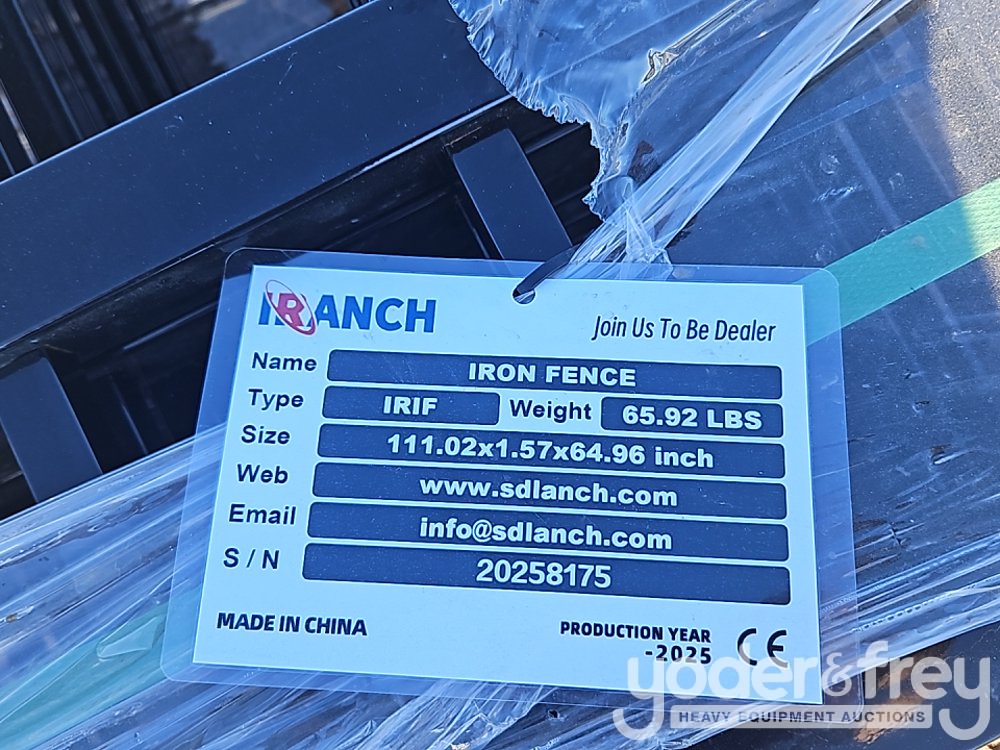 IRANCH
Join Us To Be Dealer
Name IRON FENCE
Type IRIF Weight 65.92 LBS
Size 111.02x1.57x64.96 inch
Web www.sdlanch.com
Email info@sdlanch.com
S / N 20258175
MADE IN CHINA
PRODUCTION YEAR
-2025
CE
yoder&frey
HEAVY EQUIPMENT AUCTIONS